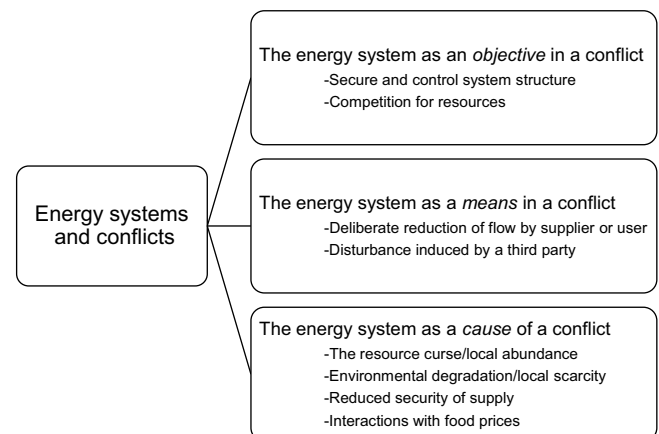 Energy systems
and conflicts
The energy system as an objective in a conflict
-Secure and control system structure
-Competition for resources
The energy system as a means in a conflict
-Deliberate reduction of flow by supplier or user
-Disturbance induced by a third party
The energy system as a cause of a conflict
-The resource curse/local abundance
-Environmental degradation/local scarcity
-Reduced security of supply
-Interactions with food prices